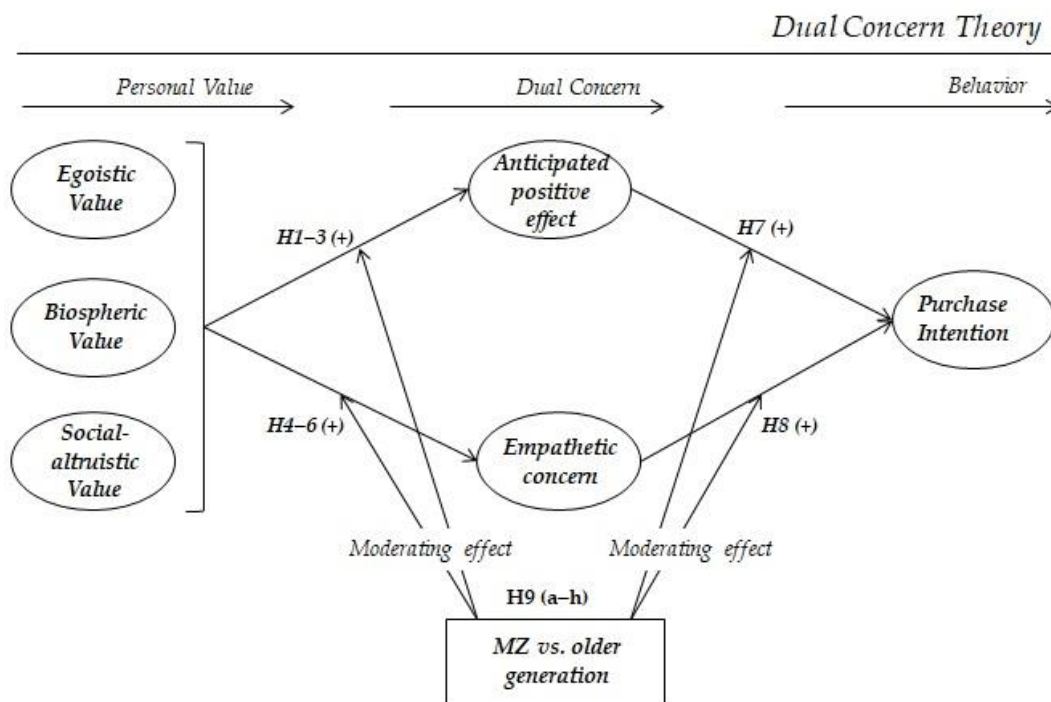 Dual Concern Theory
Personal Value
Dual Concern
Behavior
Egoistic
Value
Anticipated
positive
effect
H1–3 (+)
H7 (+)
Biospheric
Value
Purchase
Intention
H4–6 (+)
H8 (+)
Social-
altruistic
Value
Empathetic
concern
Moderating effect
Moderating effect
H9 (a–h)
MZ vs. older
generation